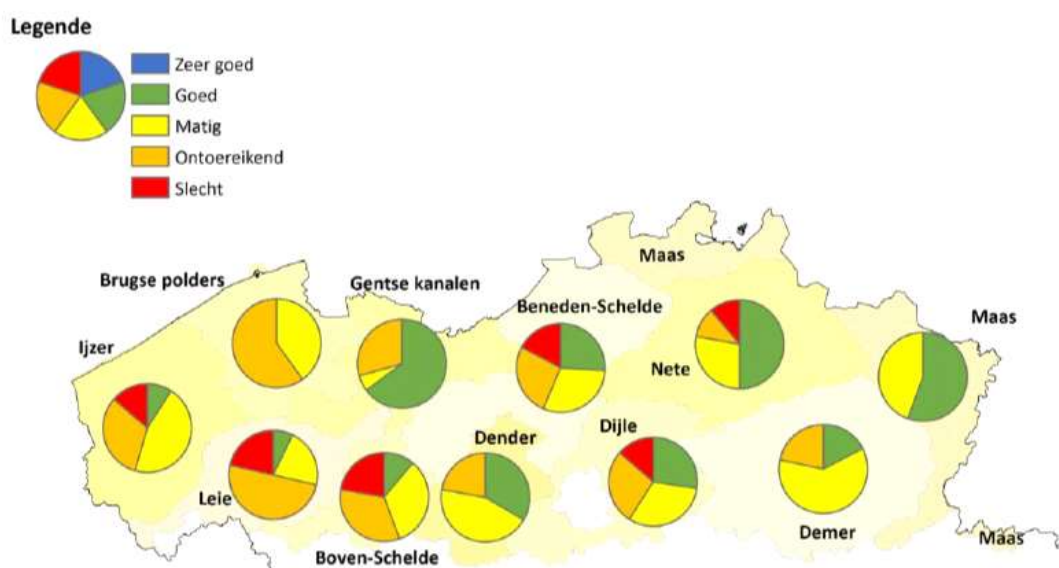 Legende
Zeer goed
Goed
Matig
Ontoereikend
Slecht
Maas
Brugse polders
Gentse kanalen
Beneden-Schelde
Maas
Ijzer
Nete
Dender
Dijle
Leie
Demer
Boven-Schelde
Maas